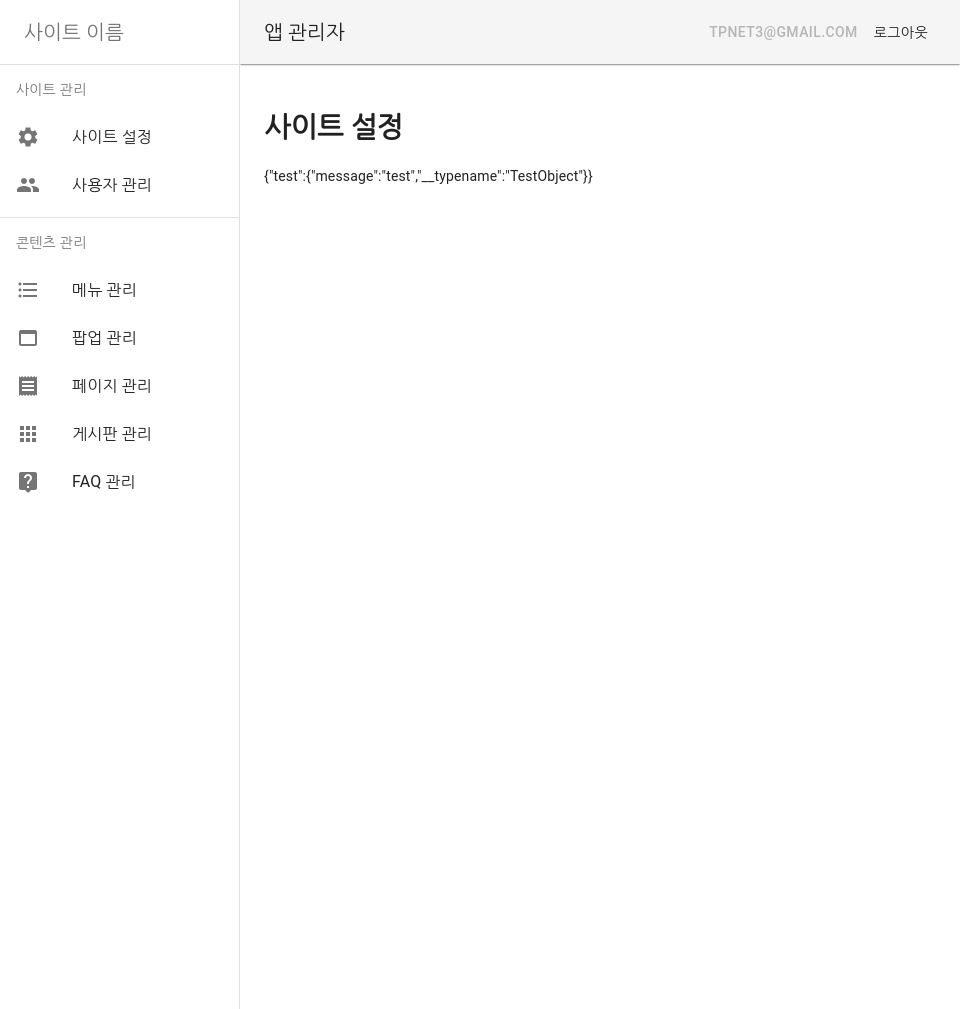 사이트 이름
앱 관리자
TPNET3@GMAIL.COM
로그아웃
사이트 관리
사이트 설정
사용자 관리
콘텐츠 관리
메뉴 관리
팝업 관리
페이지 관리
게시판 관리
FAQ 관리
사이트 설정
{"test":{"message":"test","__typename":"TestObject"}}